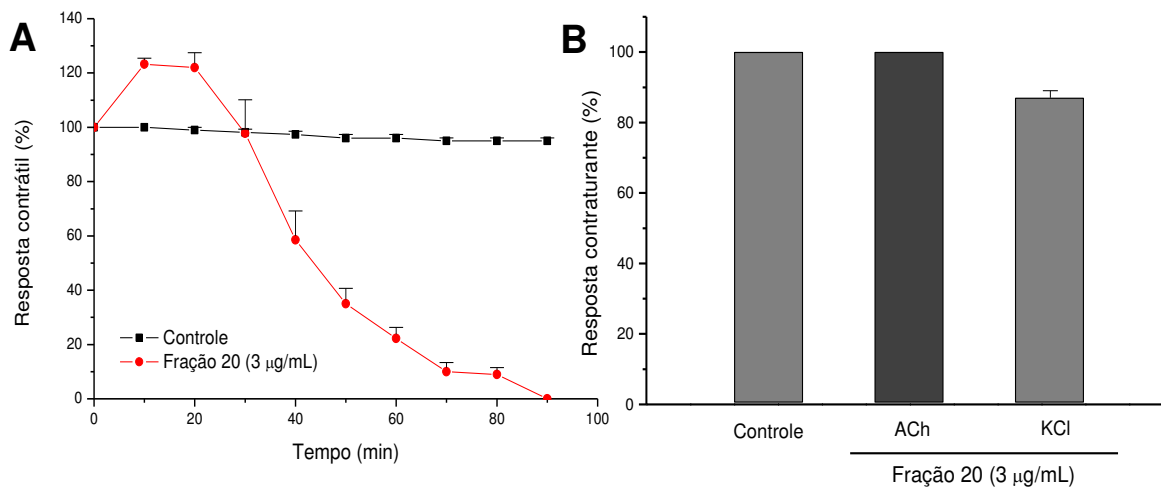 A
Resposta contrátil (%)
140
120
100
80
60
40
20
0
0 20 40 60 80 100
Tempo (min)
Controle
Fração 20 (3 μg/mL)
B
Resposta contraturante (%)
100
80
60
40
20
0
Controle ACh KCl
Fração 20 (3 μg/mL)